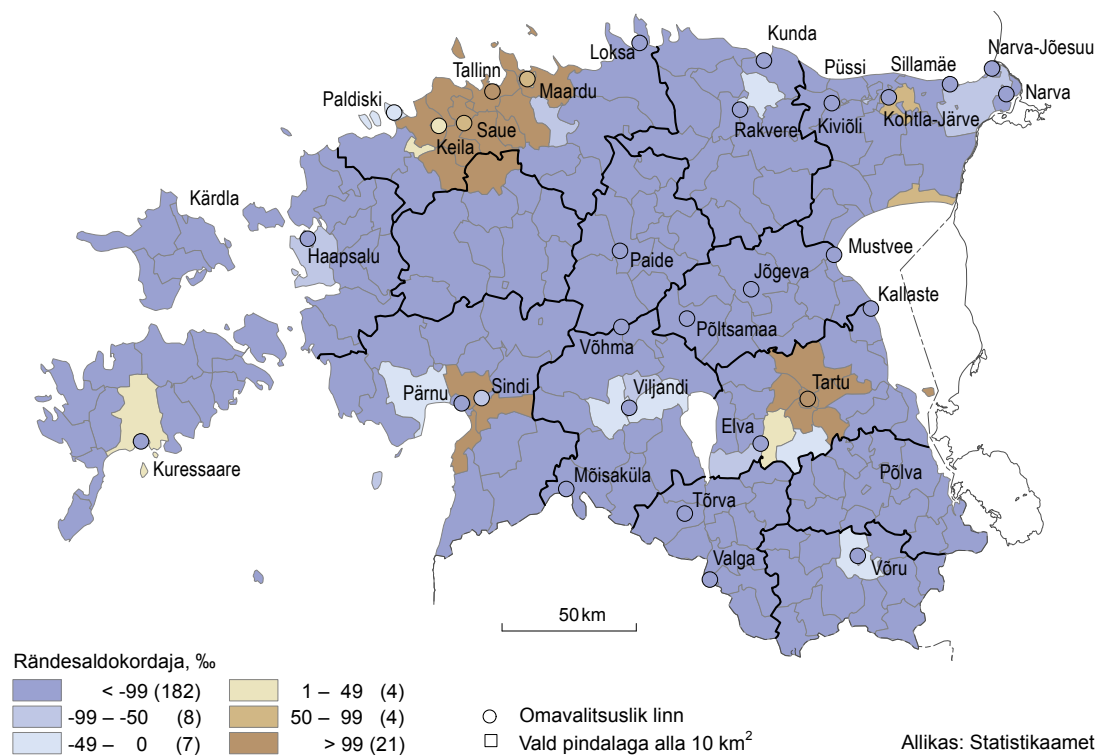 Kunda
Loksa
Narva-Jõesuu
Püssi
Sillamäe
Tallinn
Maardu
Narva
Paldiski
Saue
Keila
Rakvere
Kiviõli
Kohtla-Järve
Kärdla
Haapsalu
Paide
Mustvee
Jõgeva
Kallaste
Põltsamaa
Võhma
Pärnu
Sindi
Viljandi
Tartu
Elva
Kuressaare
Mõisaküla
Põlva
Tõrva
Valga
Võru
50 km
Rändesaldokordaja, ‰
< -99 (182)
1 – 49 (4)
-99 – -50 (8)
50 – 99 (4)
-49 – 0 (7)
> 99 (21)
Omavalitsuslik linn
Vald pindalaga alla 10 km²
Allikas: Statistikaamet